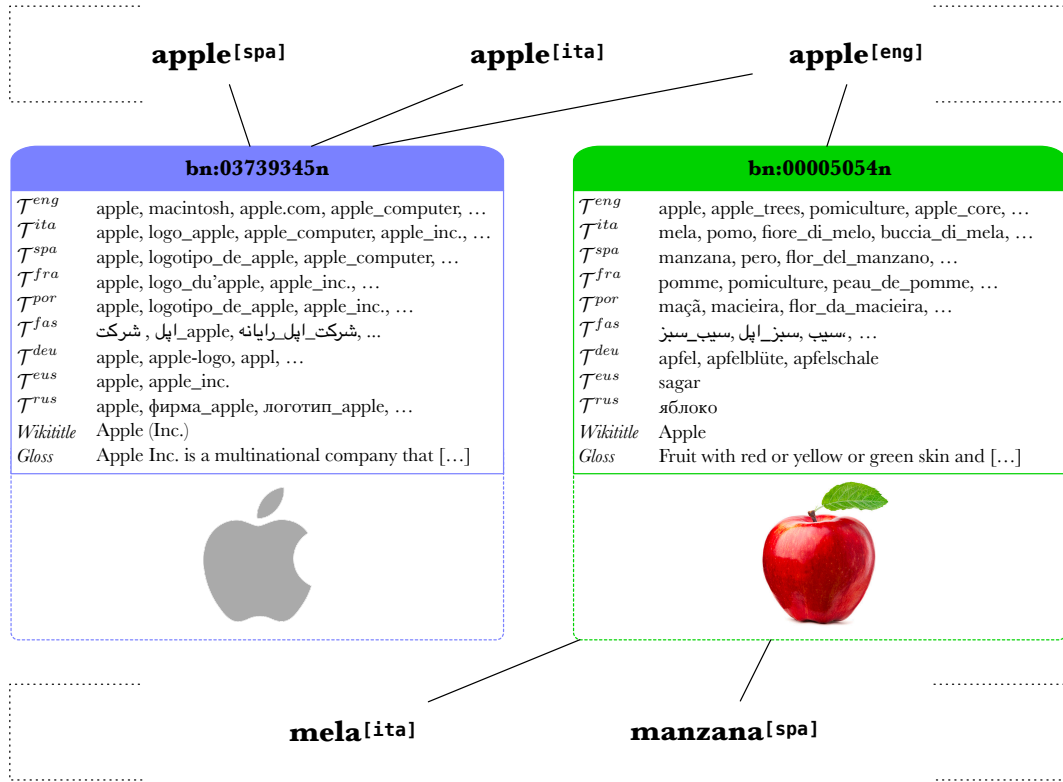 apple[spa]
apple[ita]
apple[eng]
bn:03739345n
𝒯^eng apple, macintosh, apple.com, apple_computer, …
𝒯^ita apple, logo_apple, apple_computer, apple_inc., …
𝒯^spa apple, logotipo_de_apple, apple_computer, …
𝒯^fra apple, logo_du’apple, apple_inc., …
𝒯^por apple, logotipo_de_apple, apple_inc., …
𝒯^fas شرکت , اپل_apple, شرکت_اپل_رایانه, ...
𝒯^deu apple, apple-logo, appl, …
𝒯^eus apple, apple_inc.
𝒯^rus apple, фирма_apple, логотип_apple, …
Wikititle Apple (Inc.)
Gloss Apple Inc. is a multinational company that […]
bn:00005054n
𝒯^eng apple, apple_trees, pomiculture, apple_core, …
𝒯^ita mela, pomo, fiore_di_melo, buccia_di_mela, …
𝒯^spa manzana, pero, flor_del_manzano, …
𝒯^fra pomme, pomiculture, peau_de_pomme, …
𝒯^por maçã, macieira, flor_da_macieira, …
𝒯^fas سیب_سبز, سبز_اپل, سیب،, …
𝒯^deu apfel, apfelblüte, apfelschale
𝒯^eus sagar
𝒯^rus яблоко
Wikititle Apple
Gloss Fruit with red or yellow or green skin and […]
mela[ita]
manzana[spa]